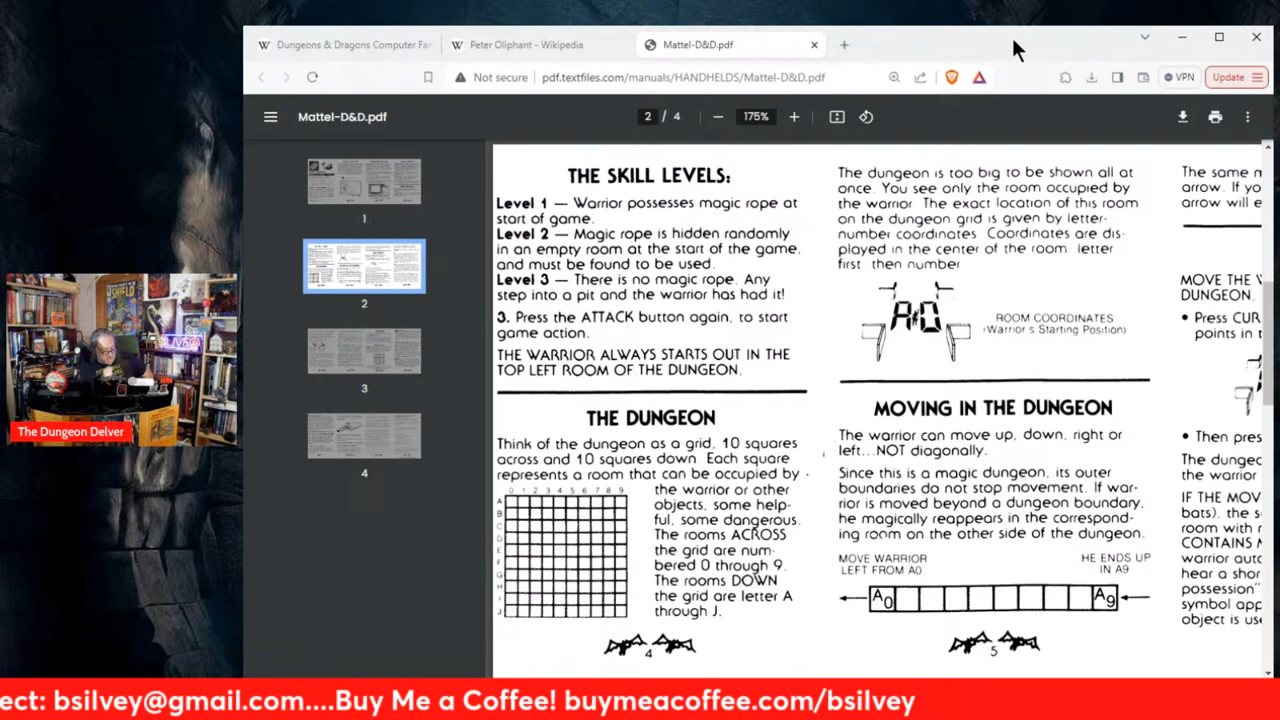 Dungeons & Dragons Computer Fan
Peter Oliphant - Wikipedia
Mattel-D&D.pdf
Not secure
pdf.textfiles.com/manuals/HANDHELDS/Mattel-D&D.pdf
VPN
Update
Mattel-D&D.pdf
2 / 4
175%
1
2
3
4
THE SKILL LEVELS:
Level 1 — Warrior possesses magic rope at
start of game.
Level 2 — Magic rope is hidden randomly
in an empty room at the start of the game,
and must be found to be used.
Level 3 — There is no magic rope. Any
step into a pit and the warrior has had it!
3. Press the ATTACK button again, to start
game action.
THE WARRIOR ALWAYS STARTS OUT IN THE
TOP LEFT ROOM OF THE DUNGEON.
THE DUNGEON
Think of the dungeon as a grid, 10 squares
across and 10 squares down. Each square
represents a room that can be occupied by
the warrior or other
objects, some help-
ful, some dangerous.
The rooms ACROSS
the grid are num-
bered 0 through 9.
The rooms DOWN
the grid are letter A
through J.
0 1 2 3 4 5 6 7 8 9
A
B
C
D
E
F
G
H
I
J
4
The dungeon is too big to be shown all at
once. You see only the room occupied by
the warrior The exact location of this room
on the dungeon grid is given by letter-
number coordinates Coordinates are dis-
played in the center of the room letter
first then number
A0
ROOM COORDINATES
(Warrior s Starting Position)
MOVING IN THE DUNGEON
The warrior can move up, down, right or
left...NOT diagonally.
Since this is a magic dungeon, its outer
boundaries do not stop movement. If war-
rior is moved beyond a dungeon boundary,
he magically reappears in the correspond-
ing room on the other side of the dungeon.
MOVE WARRIOR
LEFT FROM A0
HE ENDS UP
IN A9
A0
A9
5
The same
arrow. If yo
arrow will e
MOVE THE
DUNGEON.
• Press CUR
points in t
• Then pres
The dunge
the warrior
IF THE MOV
bats), the s
room with
CONTAINS
warrior aut
hear a shor
possession"
symbol app
object is us
The Dungeon Delver
ect: bsilvey@gmail.com....Buy Me a Coffee! buymeacoffee.com/bsilvey